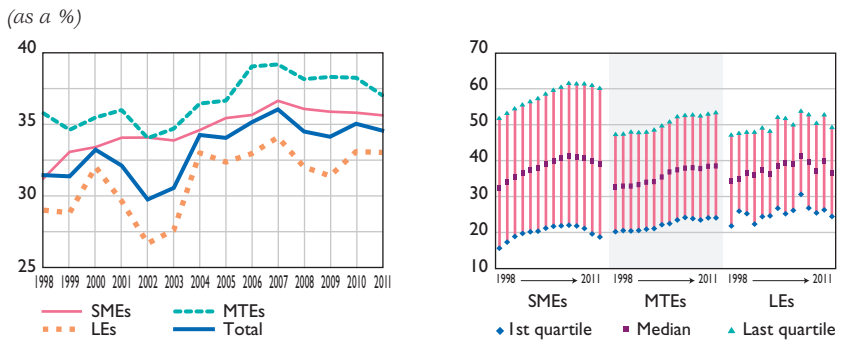 (as a %)
40
35
30
25
1998 1999 2000 2001 2002 2003 2004 2005 2006 2007 2008 2009 2010 2011
SMEs MTEs
LEs Total
70
60
50
40
30
20
10
1998 2011 1998 2011 1998 2011
SMEs MTEs LEs
1st quartile Median Last quartile